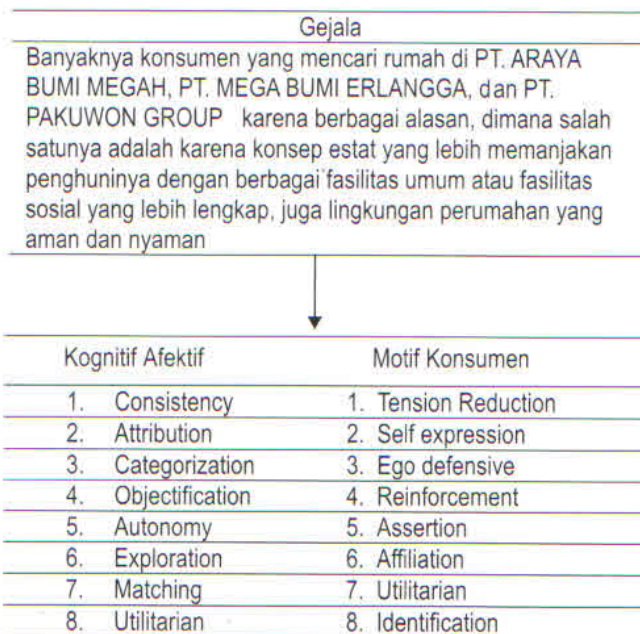 Gejala
Banyaknya konsumen yang mencari rumah di PT. ARAYA
BUMI MEGAH, PT. MEGA BUMI ERLANGGA, dan PT.
PAKUWON GROUP karena berbagai alasan, dimana salah
satunya adalah karena konsep estat yang lebih memanjakan
penghuninya dengan berbagai fasilitas umum atau fasilitas
sosial yang lebih lengkap, juga lingkungan perumahan yang
aman dan nyaman
Kognitif Afektif Motif Konsumen
1. Consistency 1. Tension Reduction
2. Attribution 2. Self expression
3. Categorization 3. Ego defensive
4. Objectification 4. Reinforcement
5. Autonomy 5. Assertion
6. Exploration 6. Affiliation
7. Matching 7. Utilitarian
8. Utilitarian 8. Identification